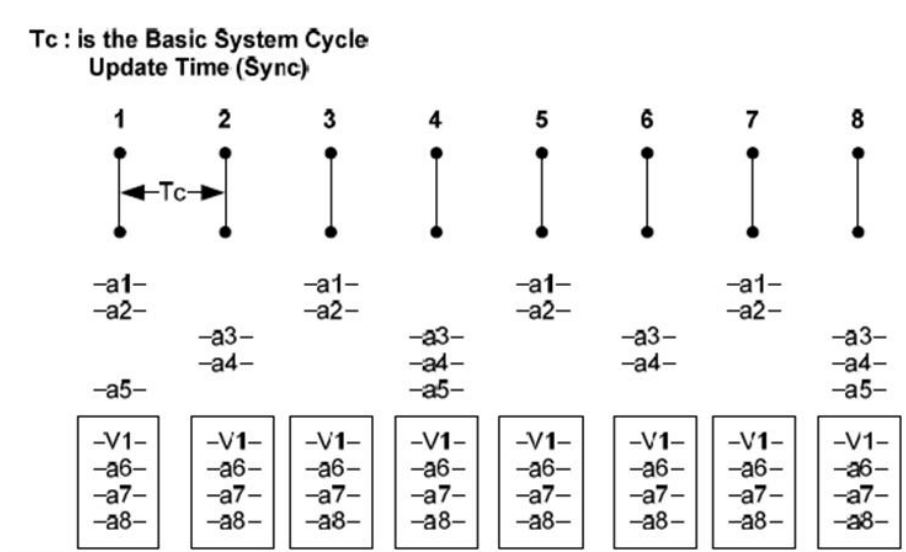 Tc : is the Basic System Cycle
Update Time (Sync)
1 2 3 4 5 6 7 8
Tc
–a1– –a1– –a1– –a1–
–a2– –a2– –a2– –a2–
–a3– –a3– –a3– –a3–
–a4– –a4– –a4– –a4–
–a5– –a5– –a5–
–V1– –V1– –V1– –V1– –V1– –V1– –V1– –V1–
–a6– –a6– –a6– –a6– –a6– –a6– –a6– –a6–
–a7– –a7– –a7– –a7– –a7– –a7– –a7– –a7–
–a8– –a8– –a8– –a8– –a8– –a8– –a8– –a8–